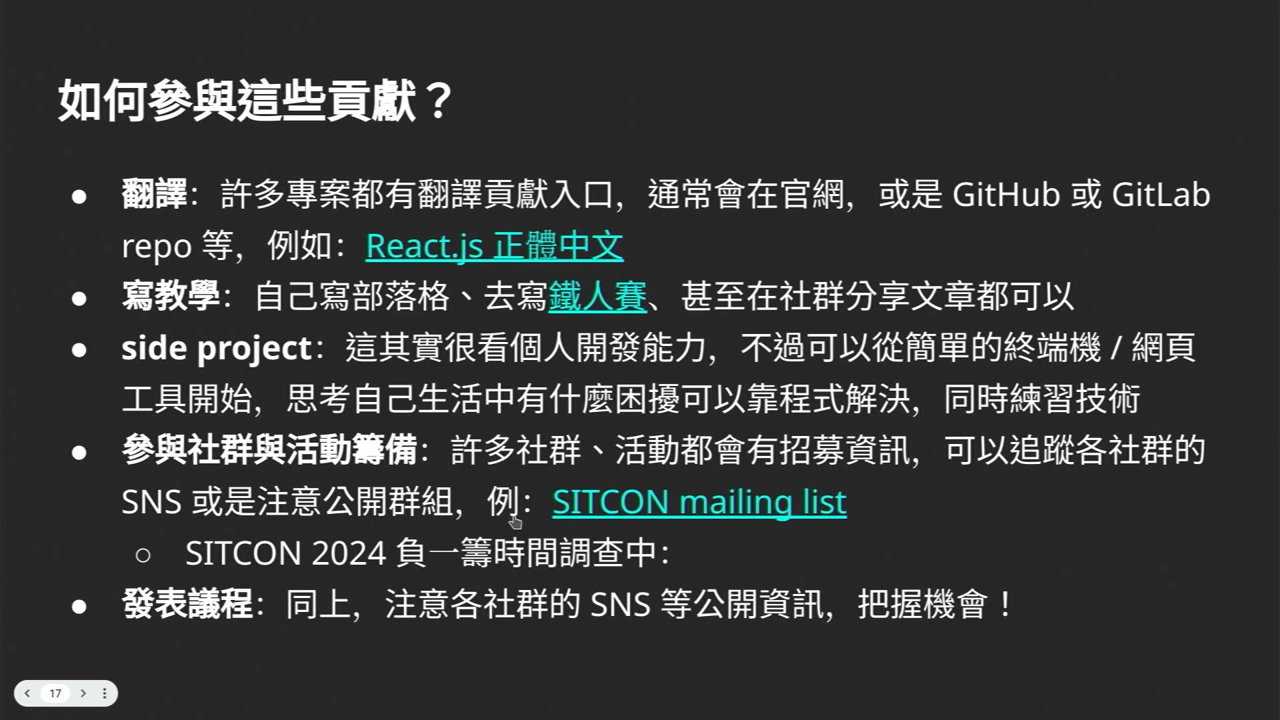 如何參與這些貢獻？
● 翻譯：許多專案都有翻譯貢獻入口，通常會在官網，或是 GitHub 或 GitLab
repo 等，例如：React.js 正體中文
● 寫教學：自己寫部落格、去寫鐵人賽、甚至在社群分享文章都可以
● side project：這其實很看個人開發能力，不過可以從簡單的終端機 / 網頁
工具開始，思考自己生活中有什麼困擾可以靠程式解決，同時練習技術
● 參與社群與活動籌備：許多社群、活動都會有招募資訊，可以追蹤各社群的
SNS 或是注意公開群組，例：SITCON mailing list
○ SITCON 2024 負一籌時間調查中：
● 發表議程：同上，注意各社群的 SNS 等公開資訊，把握機會！
17